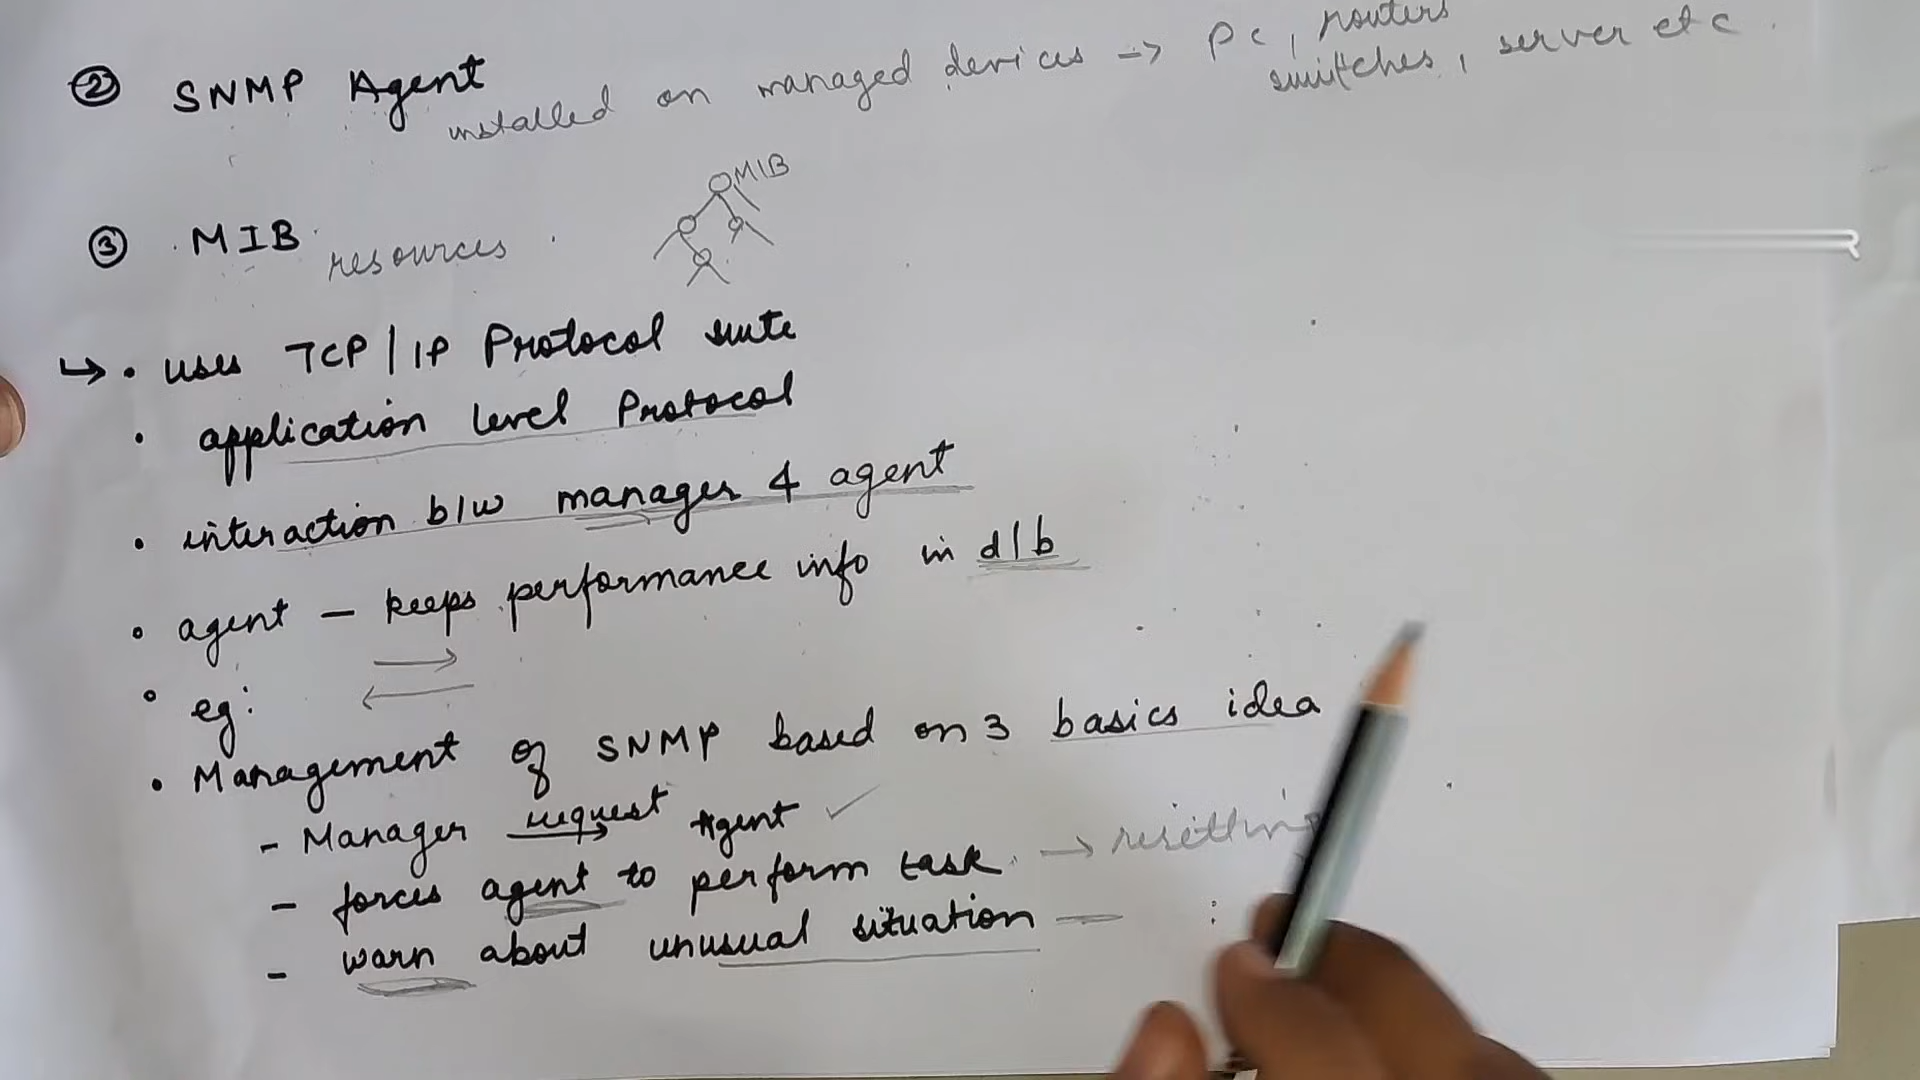 PC, routers
② SNMP Agent installed on managed devices → switches, server etc.
MIB
③ MIB resources
↳ • uses TCP/IP Protocol suite
• application level Protocol
• interaction b/w manager & agent
• agent – keeps performance info in d/b
• eg:
• Management of SNMP based on 3 basics idea
- Manager request → Agent ✓
- forces agent to perform task → resetting
- warn about unusual situation —
R